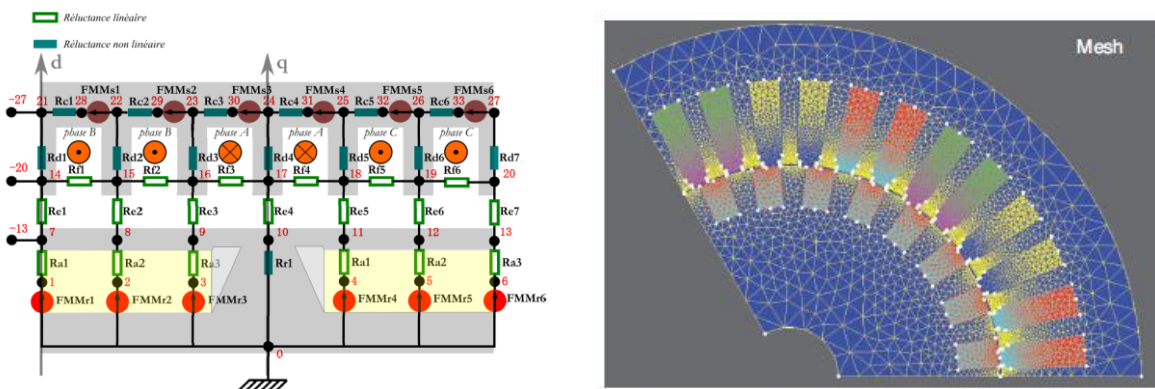 Réluctance linéaire
Réluctance non linéaire
d
q
FMMs1 FMMs2 FMMs3 FMMs4 FMMs5 FMMs6
-27 21 28 22 29 23 30 24 31 25 32 26 33 27
Rc1 Rc2 Rc3 Rc4 Rc5 Rc6
phase B phase B phase A phase A phase C phase C
Rd1 Rd2 Rd3 Rd4 Rd5 Rd6 Rd7
-20 14 Rf1 15 Rf2 16 Rf3 17 Rf4 18 Rf5 19 Rf6 20
Re1 Re2 Re3 Re4 Re5 Re6 Re7
-13 7 8 9 10 11 12 13
Ra1 Ra2 Ra3 Rr1 Ra1 Ra2 Ra3
1 2 3 4 5 6
FMMr1 FMMr2 FMMr3 FMMr4 FMMr5 FMMr6
0
Mesh